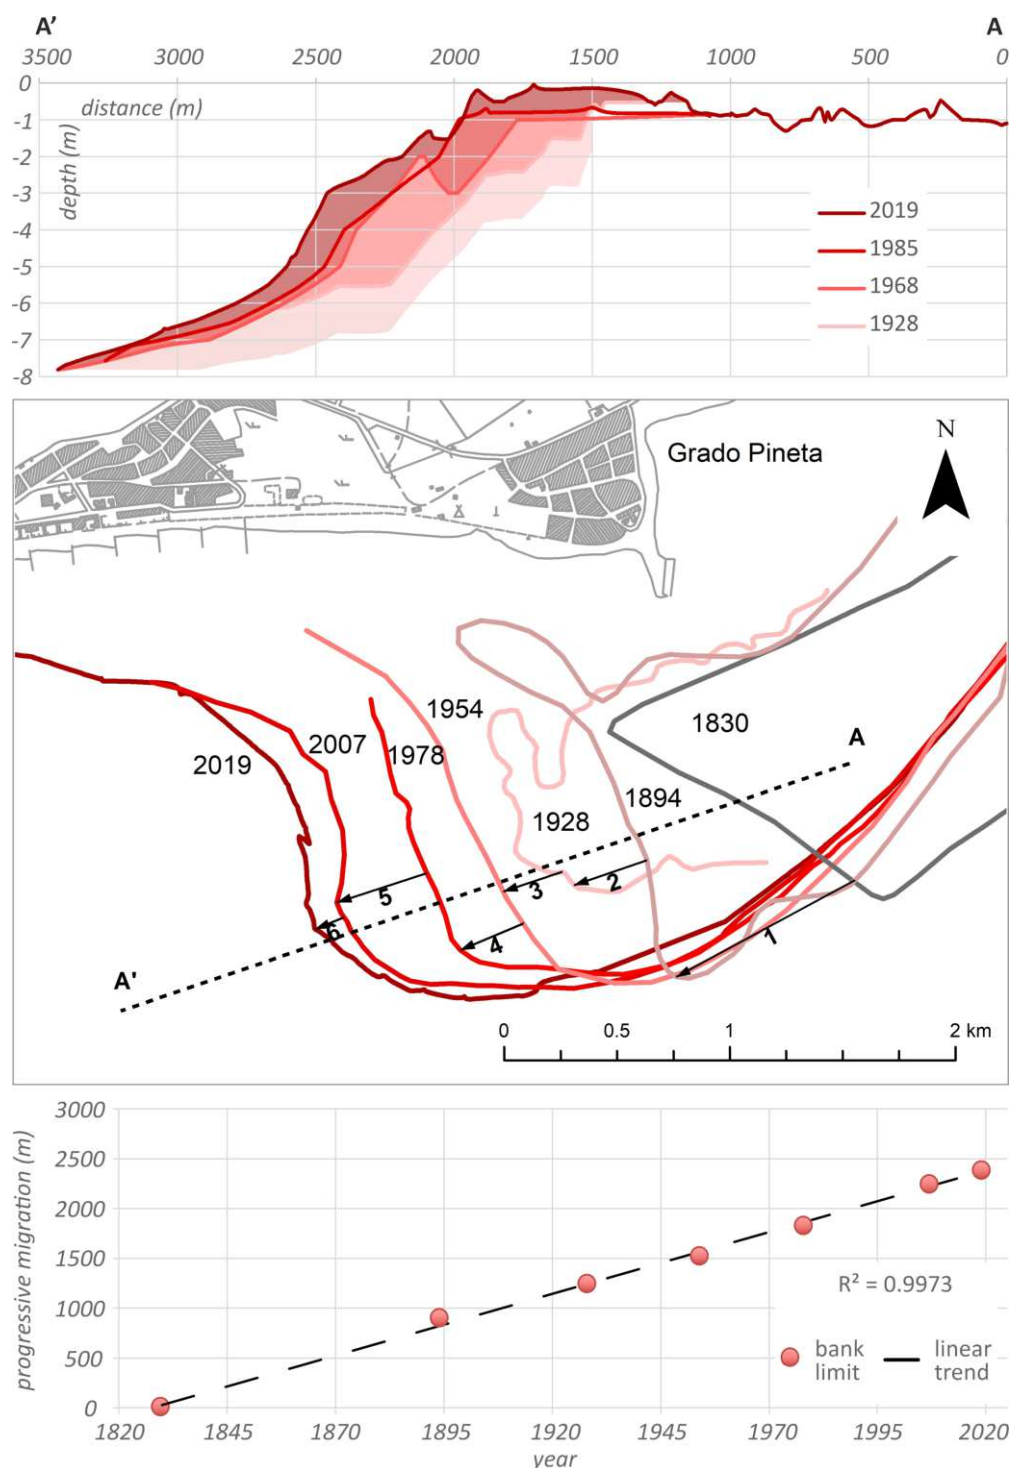 A' A
3500 3000 2500 2000 1500 1000 500 0
0
distance (m)
-1
-2
-3
-4
-5
-6
-7
-8
depth (m)
2019
1985
1968
1928
Grado Pineta
N
1954
1830
2007
1978
A
2019
1894
1928
5
3
2
6
4
1
A'
0 0.5 1 2 km
3000
2500
2000
1500
1000
500
0
progressive migration (m)
R² = 0.9973
bank limit
linear trend
1820 1845 1870 1895 1920 1945 1970 1995 2020
year